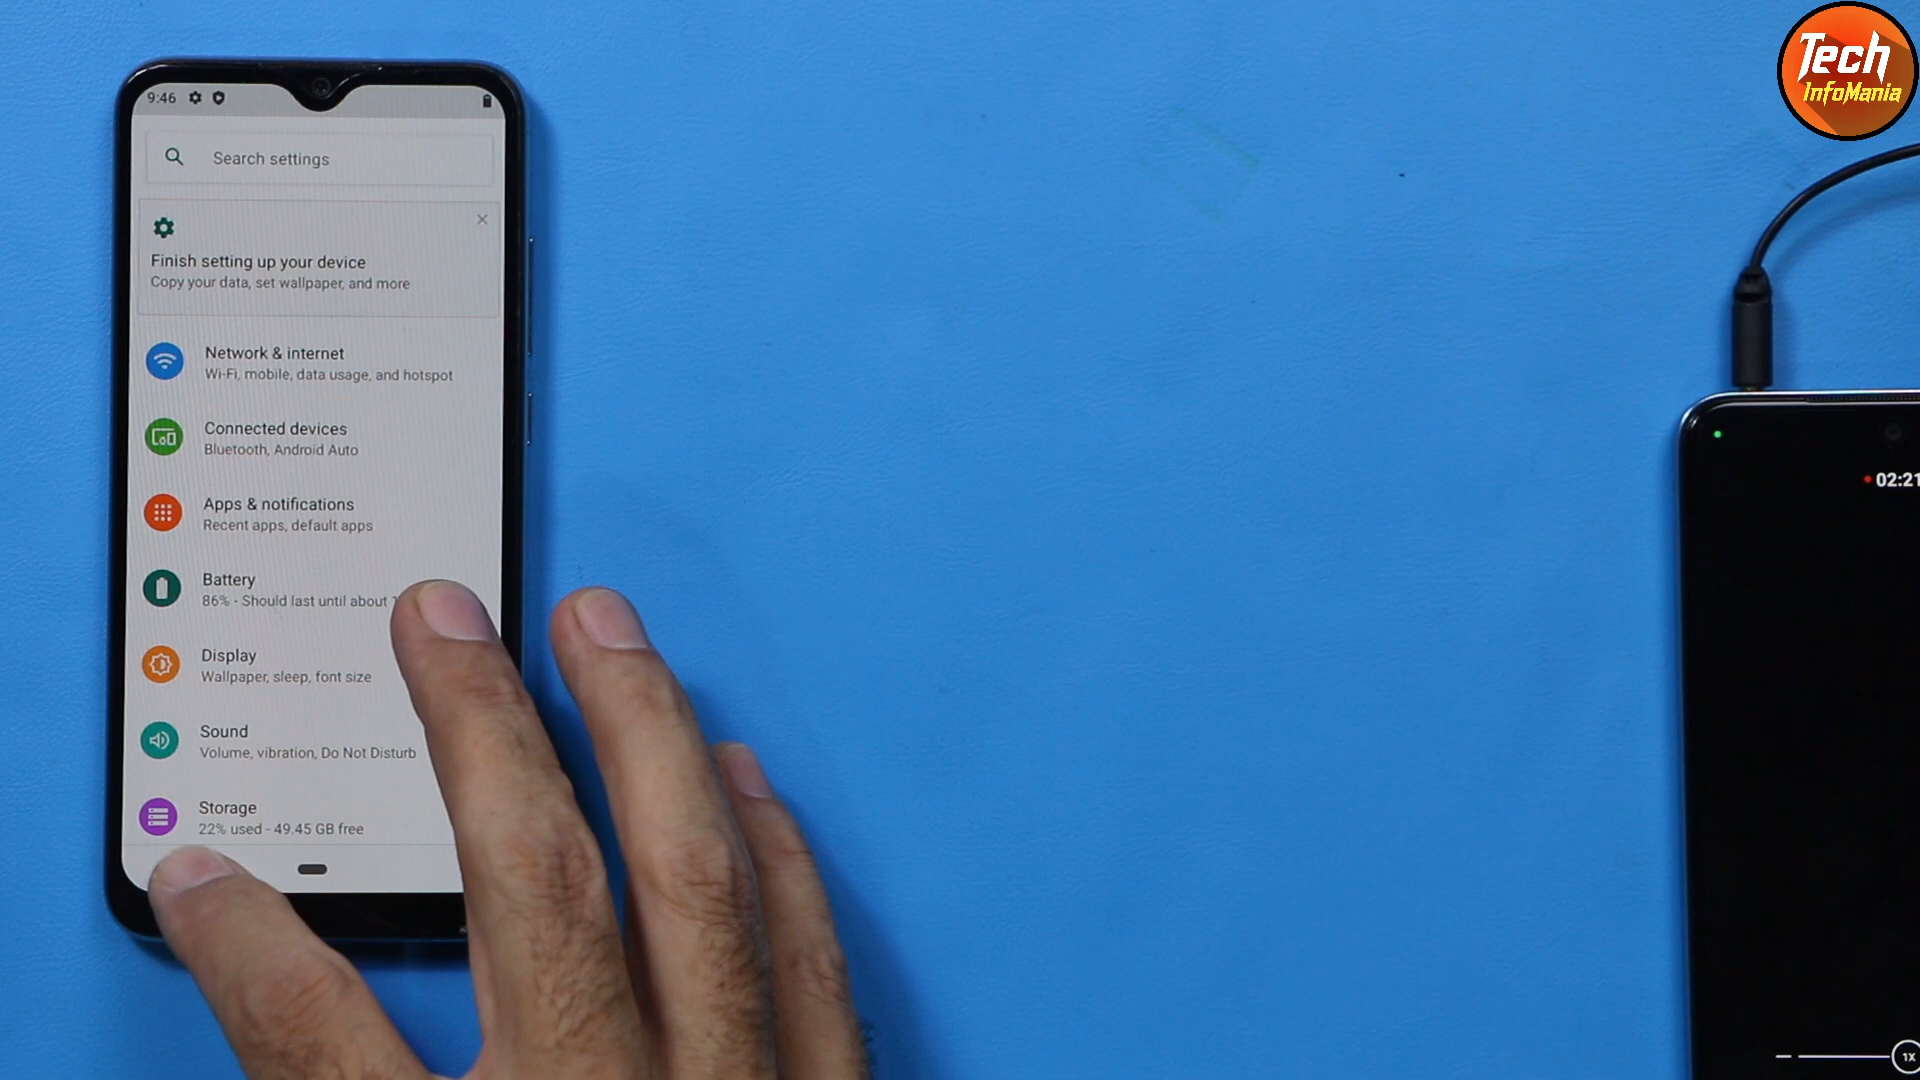 Tech
InfoMania
9:46
Search settings
Finish setting up your device
Copy your data, set wallpaper, and more
Network & internet
Wi-Fi, mobile, data usage, and hotspot
Connected devices
Bluetooth, Android Auto
Apps & notifications
Recent apps, default apps
Battery
86% - Should last until about
Display
Wallpaper, sleep, font size
Sound
Volume, vibration, Do Not Disturb
Storage
22% used - 49.45 GB free
02:21
1X